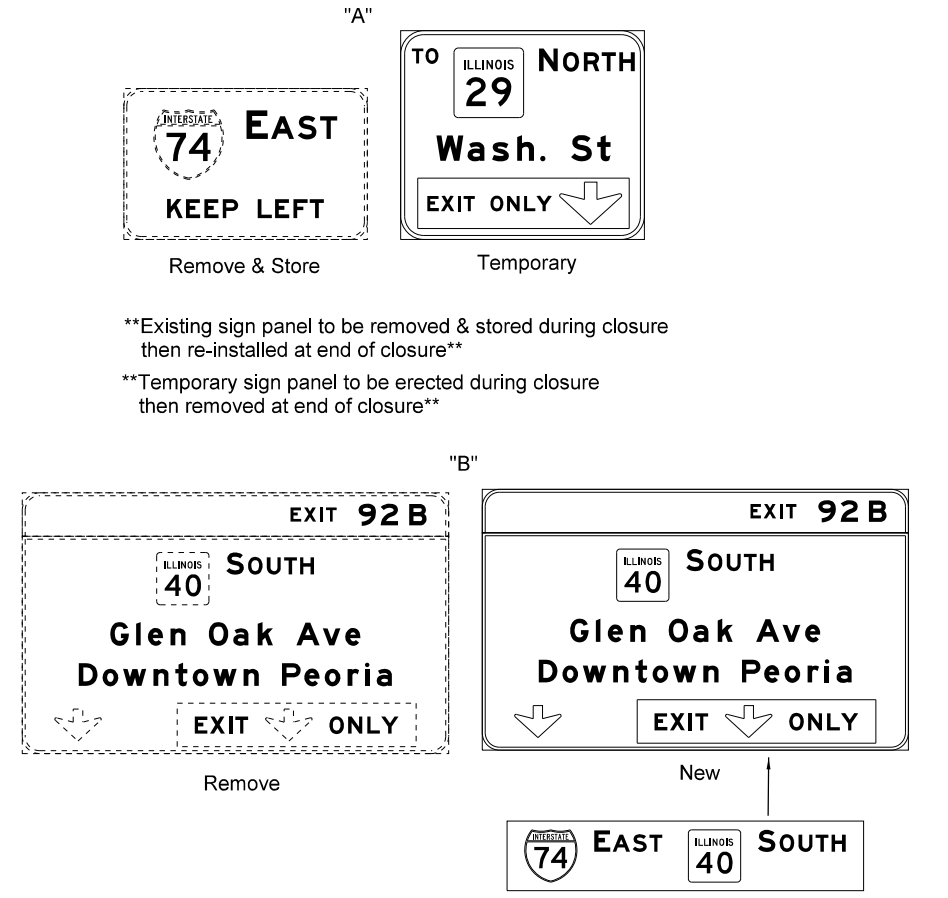 "A"
INTERSTATE
74
EAST
KEEP LEFT
Remove & Store
TO
ILLINOIS
29
NORTH
Wash. St
EXIT ONLY
Temporary
**Existing sign panel to be removed & stored during closure
then re-installed at end of closure**
**Temporary sign panel to be erected during closure
then removed at end of closure**
"B"
EXIT 92B
ILLINOIS
40
SOUTH
Glen Oak Ave
Downtown Peoria
EXIT ONLY
Remove
EXIT 92B
ILLINOIS
40
SOUTH
Glen Oak Ave
Downtown Peoria
EXIT ONLY
New
INTERSTATE
74
EAST
ILLINOIS
40
SOUTH